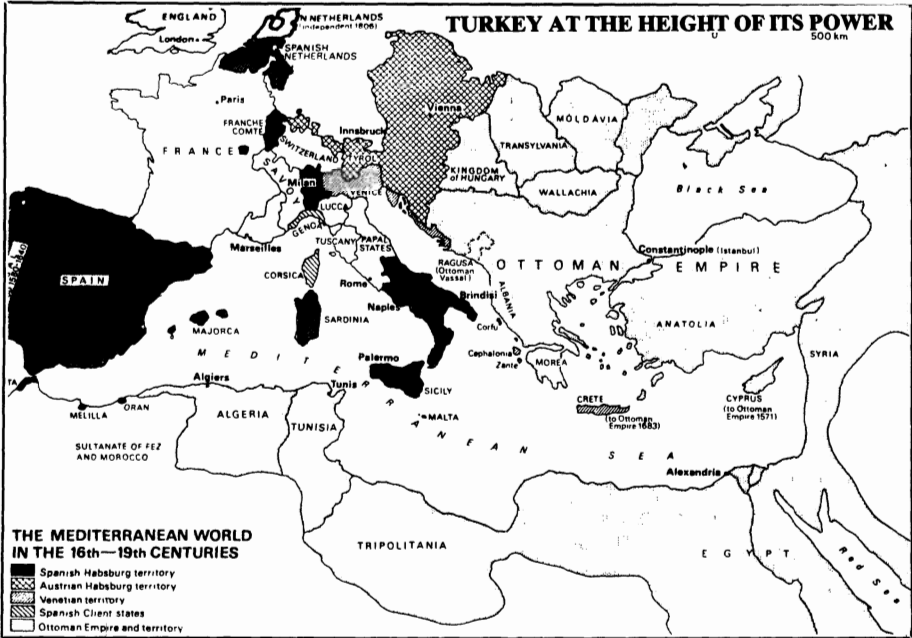 TURKEY AT THE HEIGHT OF ITS POWER
500 km
ENGLAND
London
N NETHERLANDS
(independent 1806)
SPANISH
NETHERLANDS
Paris
FRANCHE
COMTE
FRANCE
SWITZERLAND
SAVOY
Innsbruck
TYROL
Vienna
Milan
VENICE
LUCCA
GENOA
TUSCANY
PAPAL
STATES
KINGDOM
of HUNGARY
TRANSYLVANIA
MOLDAVIA
WALLACHIA
Black Sea
SPAIN
Marseilles
CORSICA
Rome
Naples
Brindisi
SARDINIA
MAJORCA
RAGUSA
(Ottoman
Vassal)
ALBANIA
OTTOMAN EMPIRE
Constantinople (Istanbul)
ANATOLIA
Corfu
Cephalonia
Zante
MOREA
SYRIA
Palermo
SICILY
MALTA
MEDITERRANEAN SEA
CRETE
(to Ottoman
Empire 1683)
CYPRUS
(to Ottoman
Empire 1571)
TA
MELILLA
ORAN
Algiers
Tunis
ALGERIA
TUNISIA
SULTANATE OF FEZ
AND MOROCCO
TRIPOLITANIA
Alexandria
EGYPT
Red Sea
THE MEDITERRANEAN WORLD
IN THE 16th—19th CENTURIES
Spanish Habsburg territory
Austrian Habsburg territory
Venetian territory
Spanish Client states
Ottoman Empire and territory